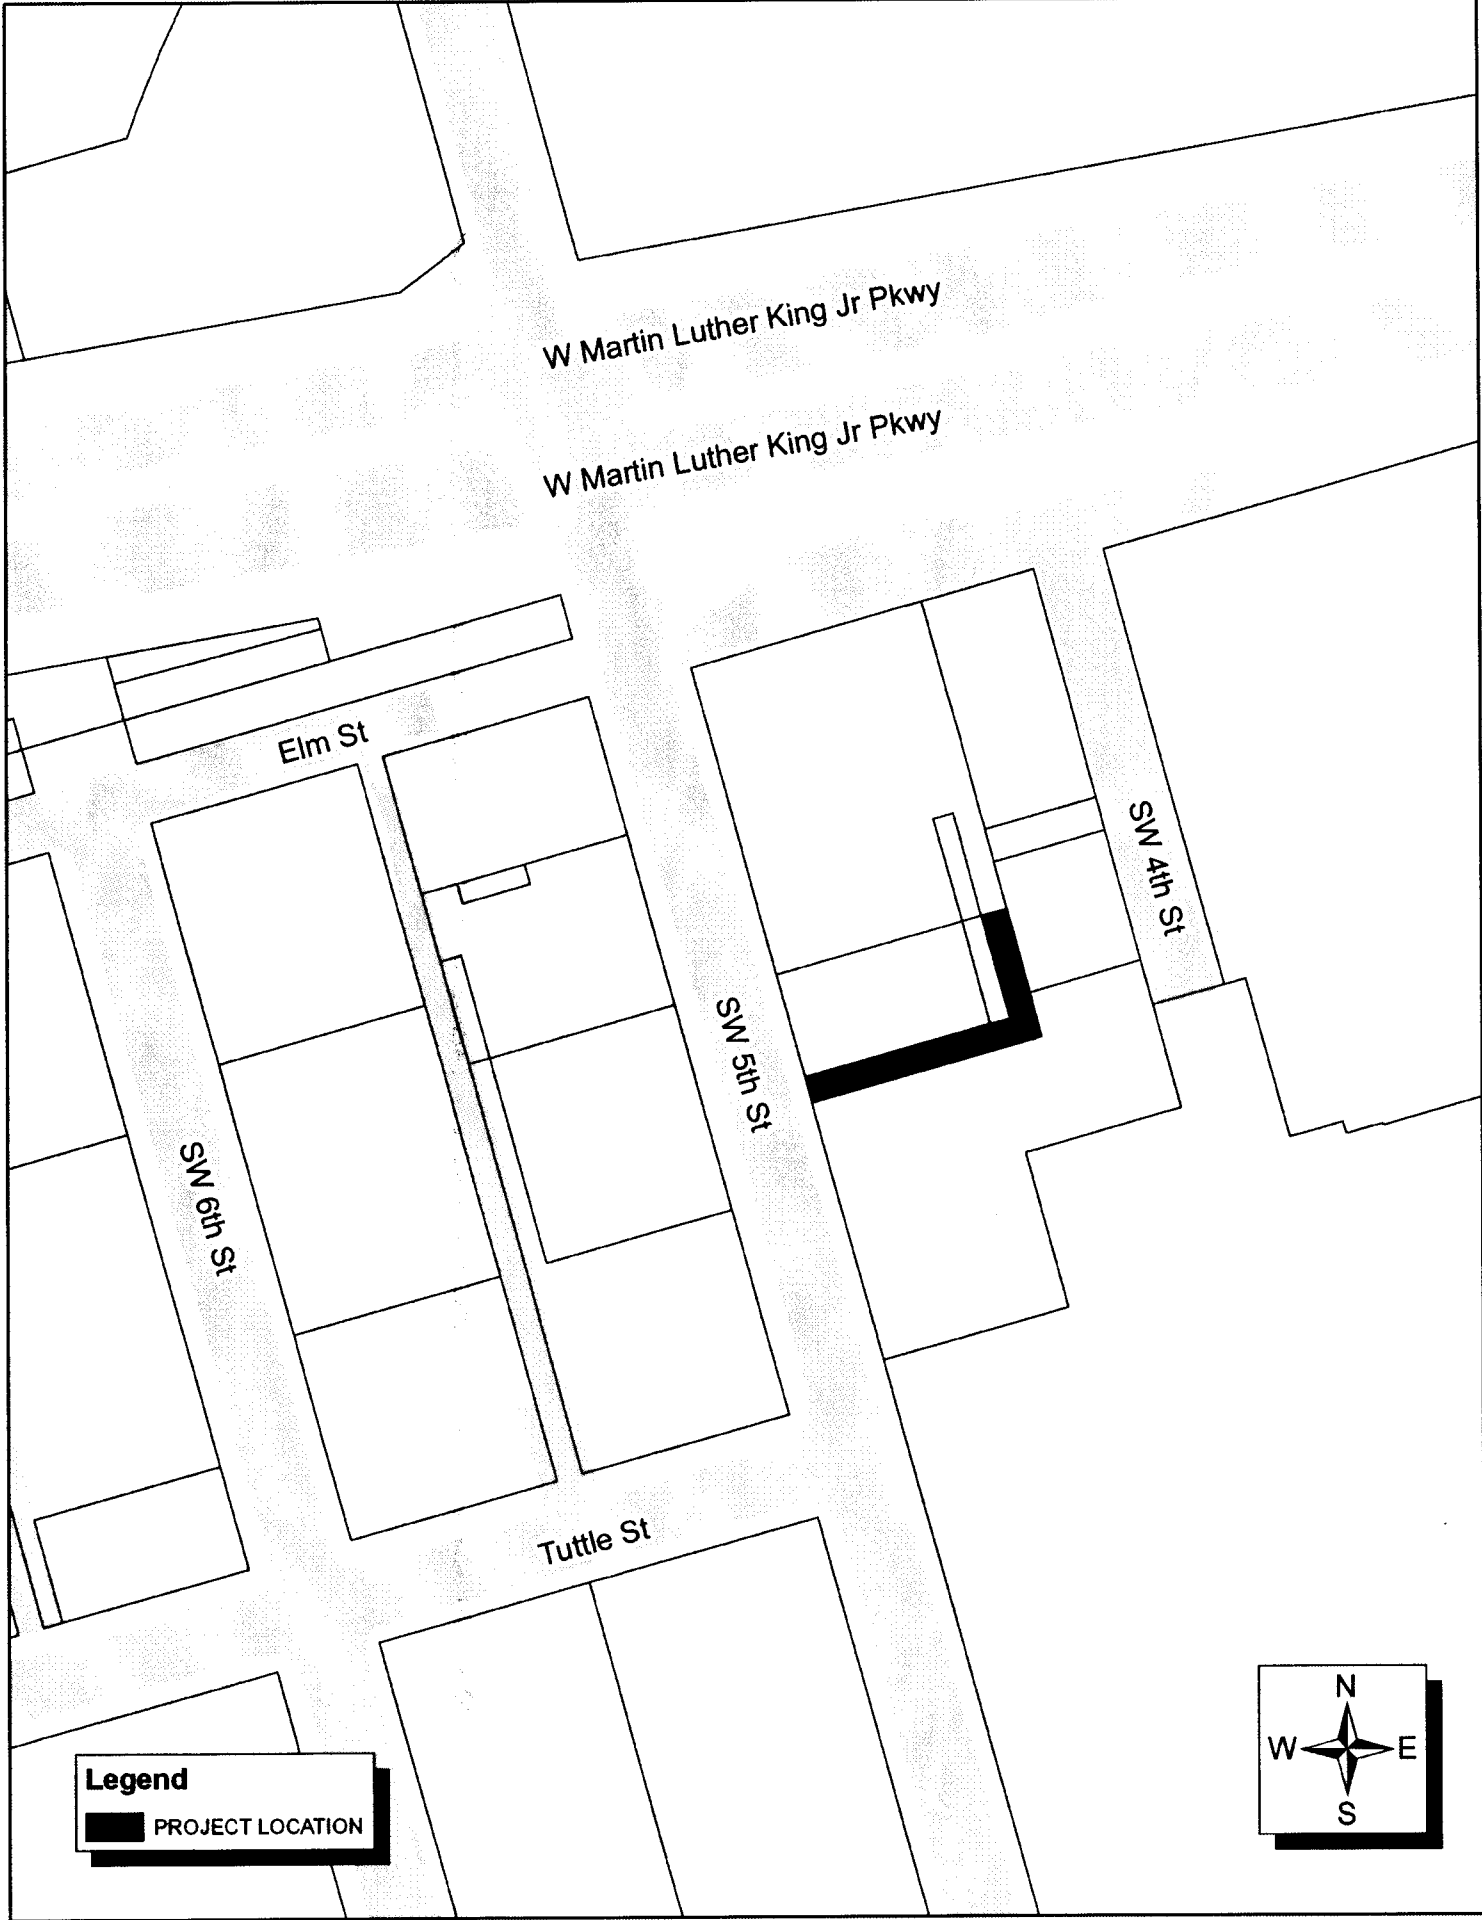 W Martin Luther King Jr Pkwy
W Martin Luther King Jr Pkwy
Elm St
SW 4th St
SW 5th St
SW 6th St
Tuttle St
N
W E
S
Legend
PROJECT LOCATION